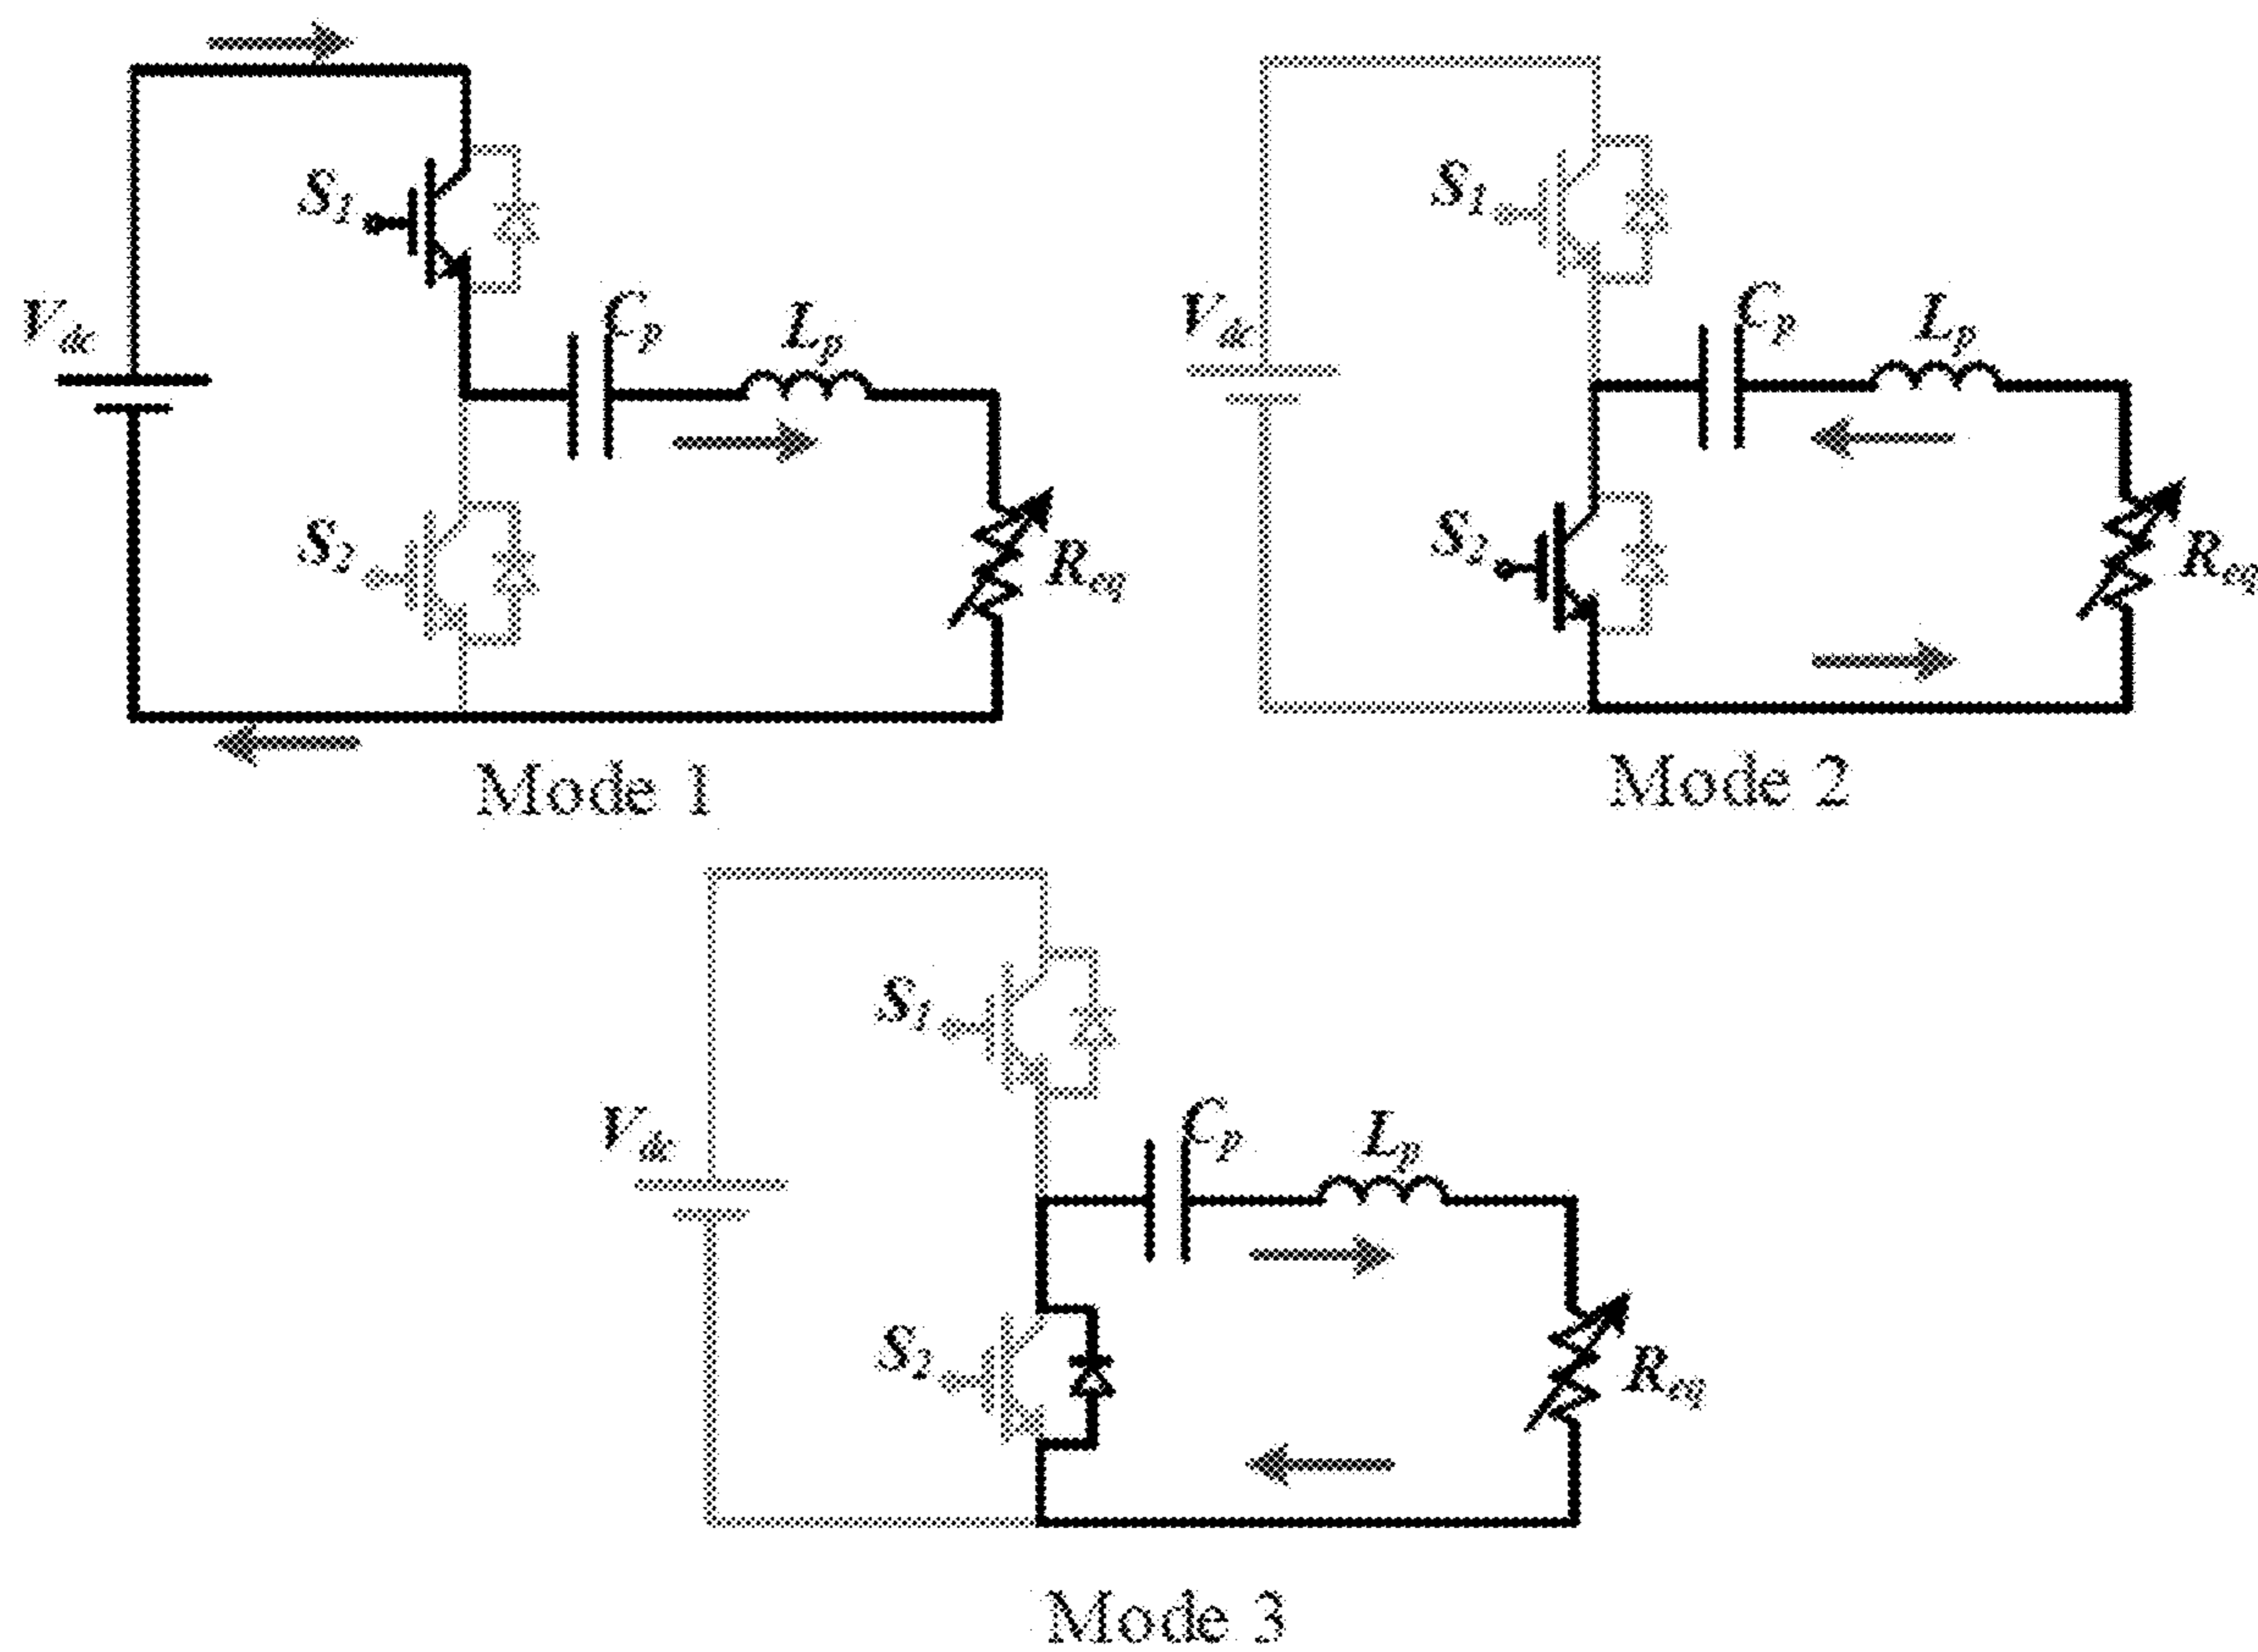 S1
Vdc
Cp
Lp
S2
Req
Mode 1
S1
Vdc
Cp
Lp
S2
Req
Mode 2
S1
Vdc
Cp
Lp
S2
Req
Mode 3